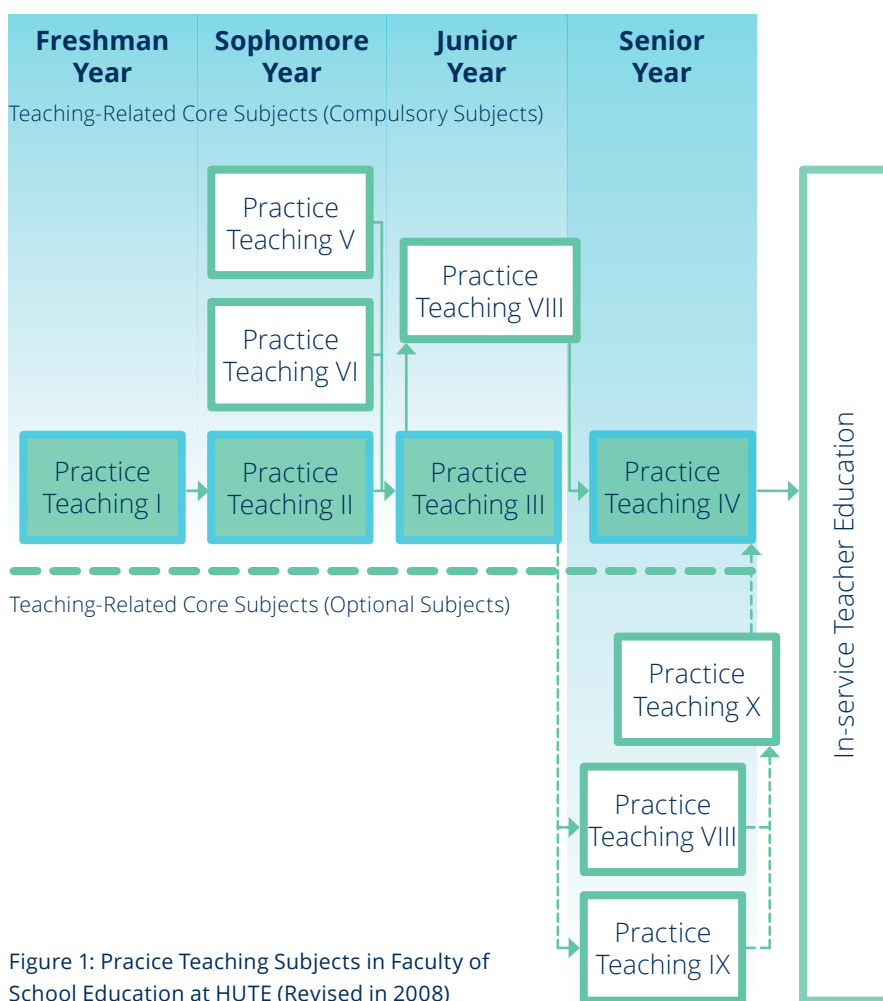 Freshman
Year
Sophomore
Year
Junior
Year
Senior
Year
Teaching-Related Core Subjects (Compulsory Subjects)
Practice
Teaching V
Practice
Teaching VI
Practice
Teaching VIII
Practice
Teaching I
Practice
Teaching II
Practice
Teaching III
Practice
Teaching IV
In-service Teacher Education
Teaching-Related Core Subjects (Optional Subjects)
Practice
Teaching X
Practice
Teaching VIII
Practice
Teaching IX
Figure 1: Pracice Teaching Subjects in Faculty of
School Education at HUTE (Revised in 2008)